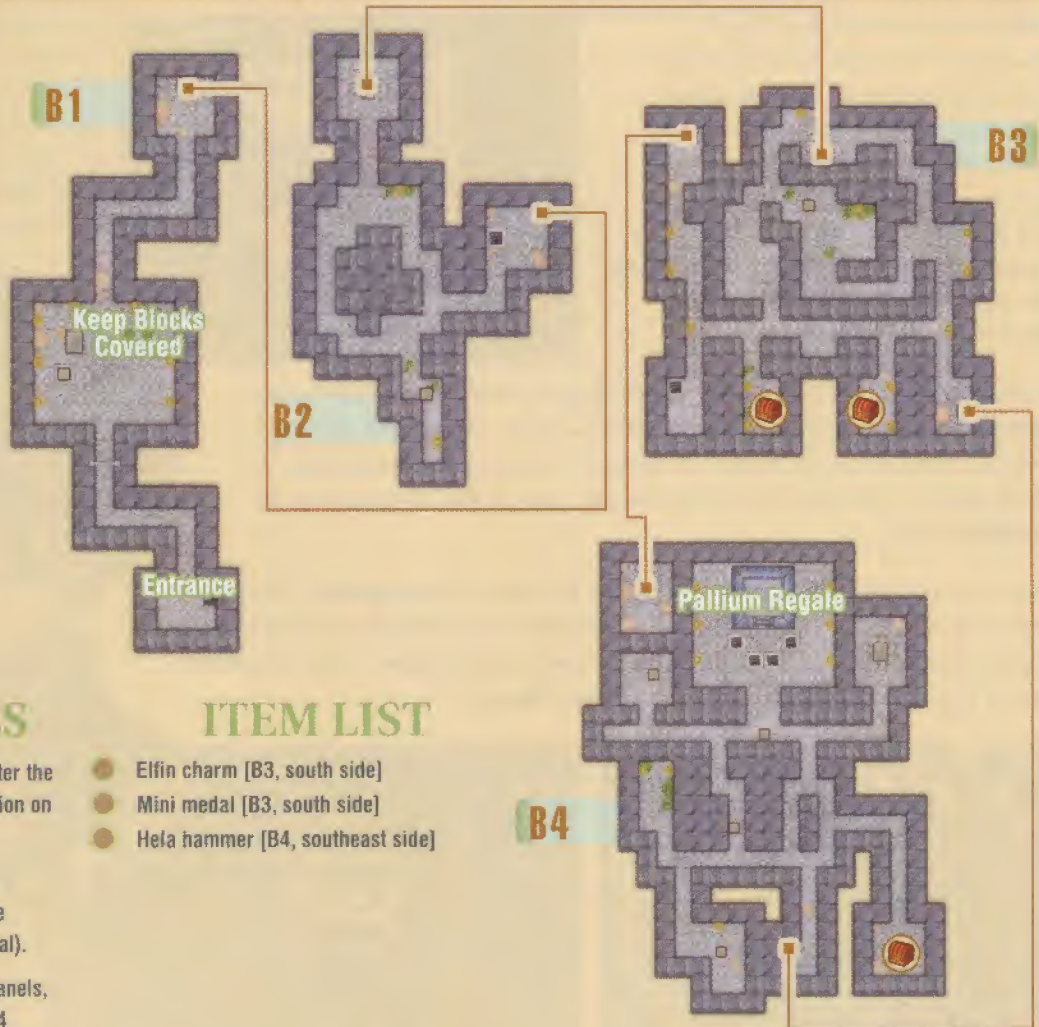 B1
B3
Keep Blocks
Covered
B2
Entrance
Pallium Regale
S
ter the
ion on
e
al).
anels,
4
ITEM LIST
Elfin charm [B3, south side]
Mini medal [B3, south side]
Hela hammer [B4, southeast side]
B4